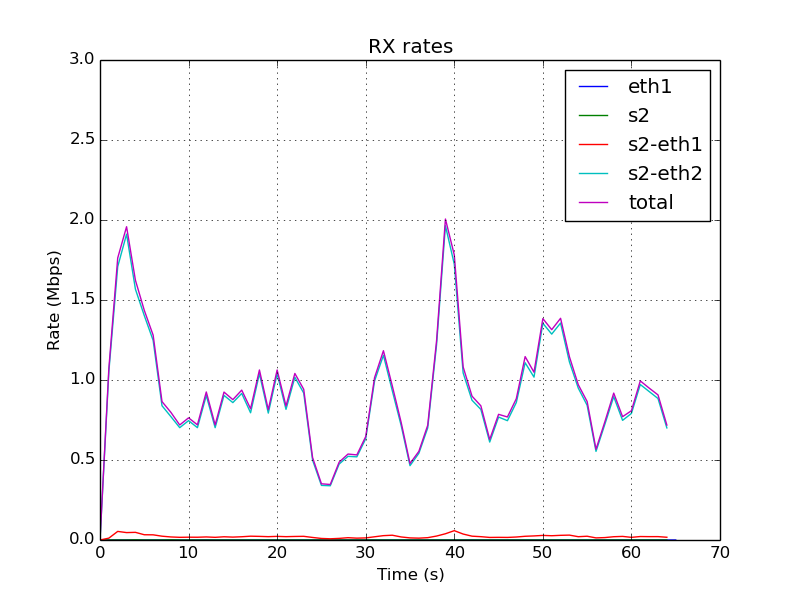 RX rates
3.0
2.5
2.0
1.5
1.0
0.5
0.0
Rate (Mbps)
eth1
s2
s2-eth1
s2-eth2
total
0 10 20 30 40 50 60 70
Time (s)